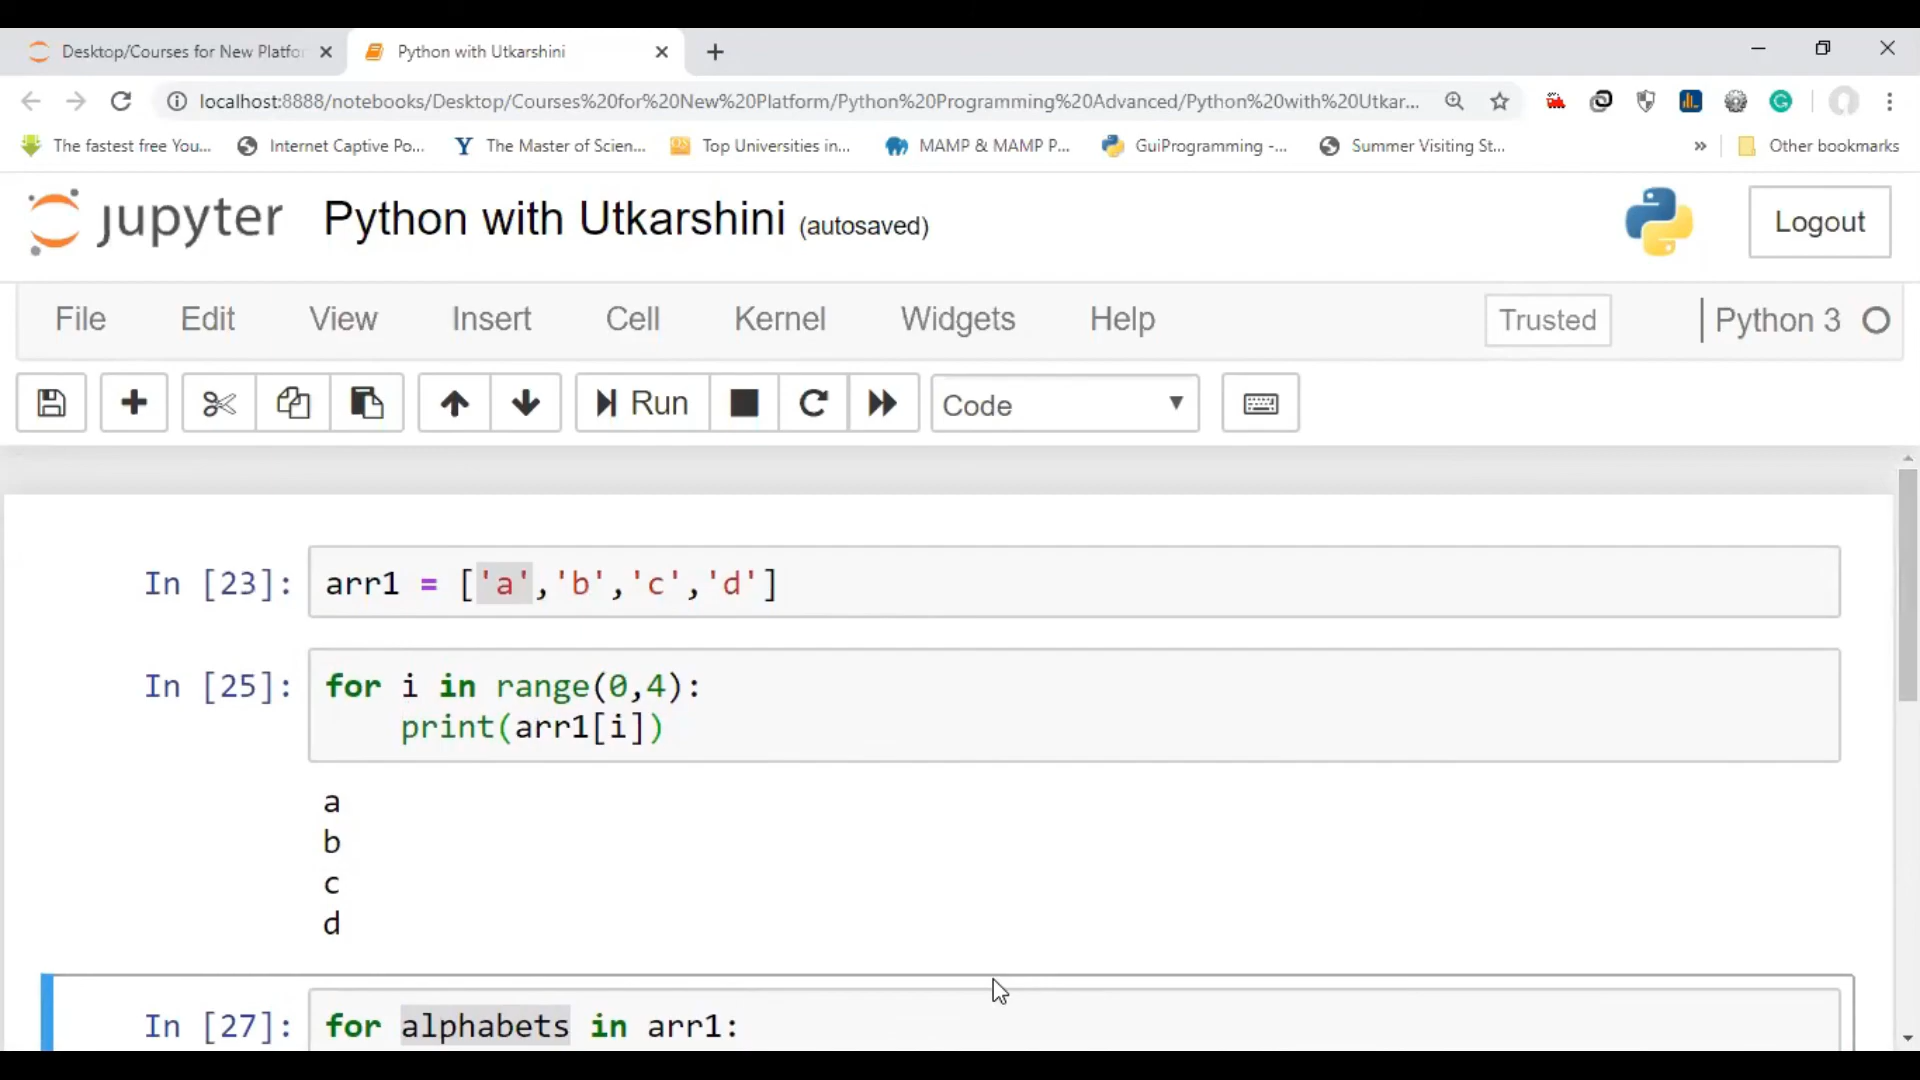 Desktop/Courses for New Platfo
Python with Utkarshini
localhost:8888/notebooks/Desktop/Courses%20for%20New%20Platform/Python%20Programming%20Advanced/Python%20with%20Utkar...
The fastest free You...
Internet Captive Po...
The Master of Scien...
Top Universities in...
MAMP & MAMP P...
GuiProgramming -...
Summer Visiting St...
»
Other bookmarks
jupyter
Python with Utkarshini (autosaved)
Logout
File Edit View Insert Cell Kernel Widgets Help
Trusted
Python 3
Run
Code
In [23]: arr1 = ['a','b','c','d']
In [25]: for i in range(0,4):
print(arr1[i])
a
b
c
d
In [27]: for alphabets in arr1: